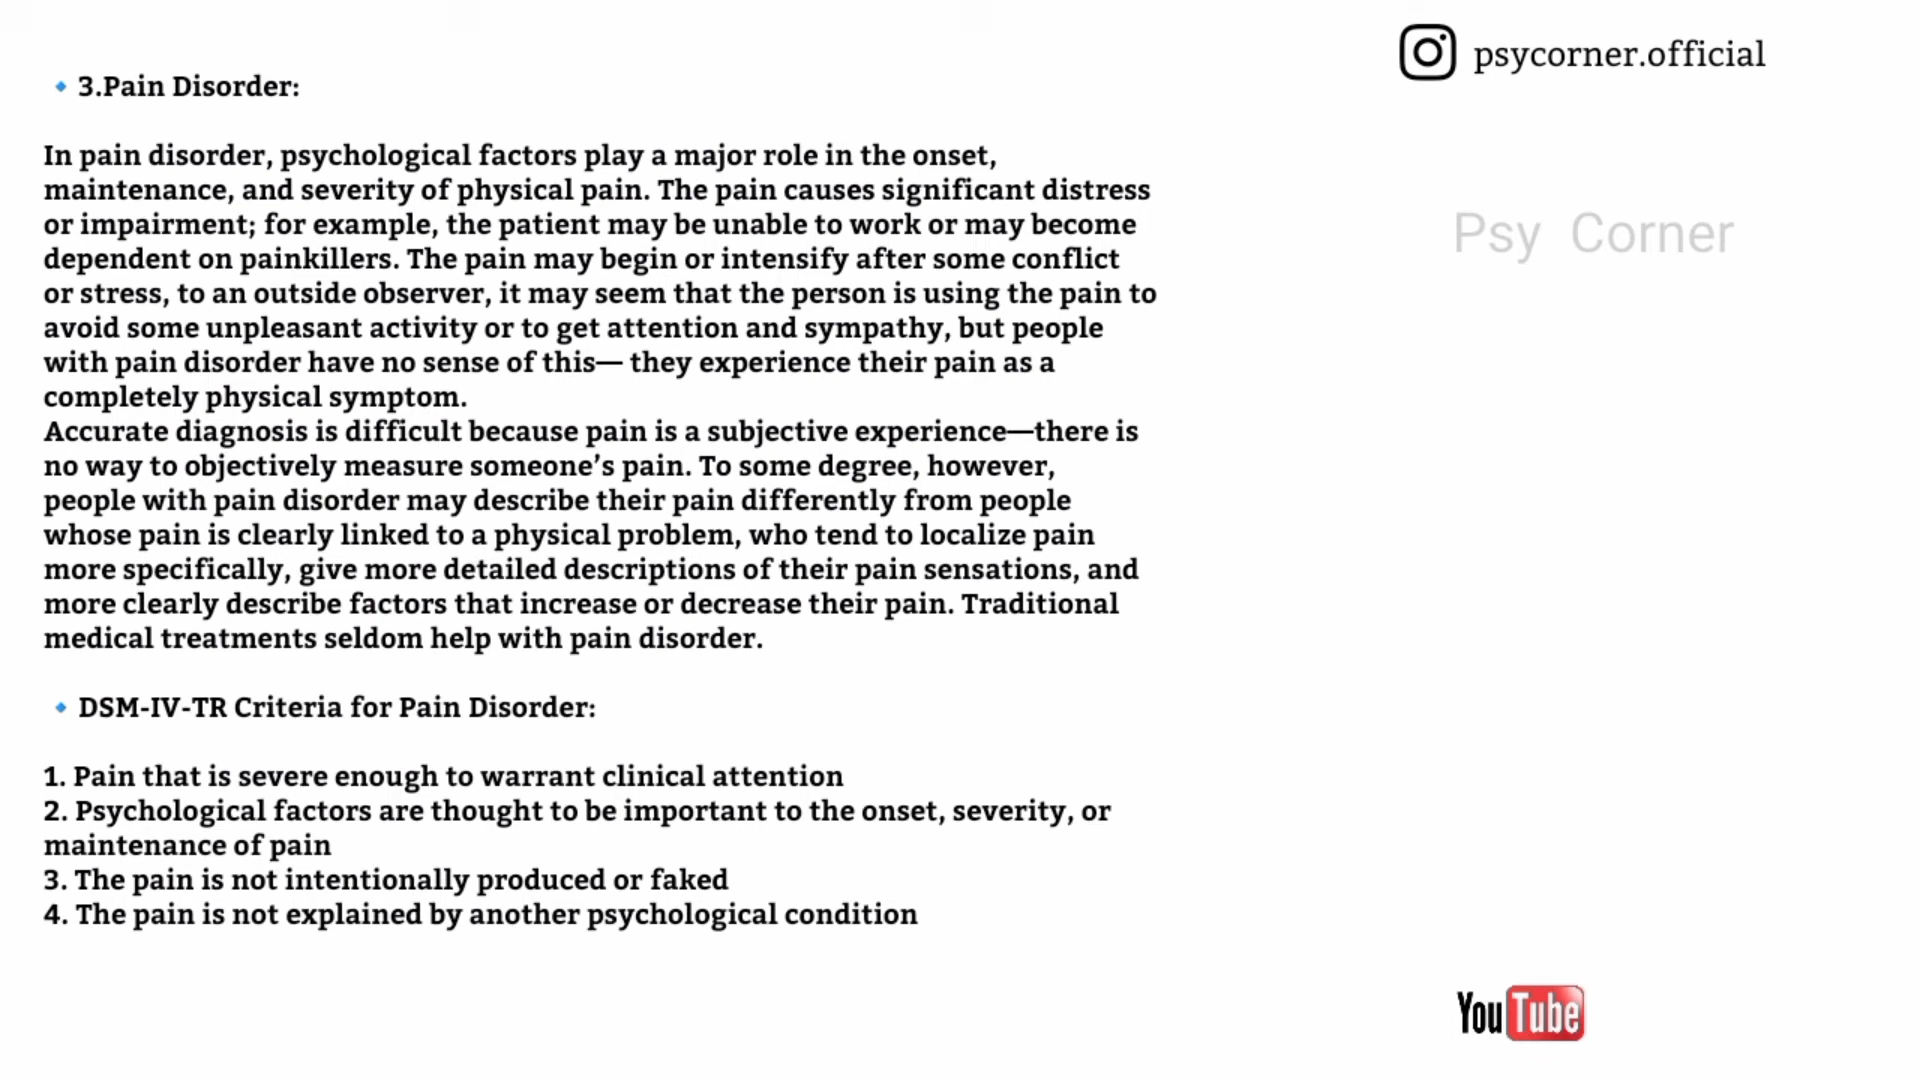 psycorner.official
🔹3.Pain Disorder:
In pain disorder, psychological factors play a major role in the onset,
maintenance, and severity of physical pain. The pain causes significant distress
or impairment; for example, the patient may be unable to work or may become
dependent on painkillers. The pain may begin or intensify after some conflict
or stress, to an outside observer, it may seem that the person is using the pain to
avoid some unpleasant activity or to get attention and sympathy, but people
with pain disorder have no sense of this— they experience their pain as a
completely physical symptom.
Accurate diagnosis is difficult because pain is a subjective experience—there is
no way to objectively measure someone’s pain. To some degree, however,
people with pain disorder may describe their pain differently from people
whose pain is clearly linked to a physical problem, who tend to localize pain
more specifically, give more detailed descriptions of their pain sensations, and
more clearly describe factors that increase or decrease their pain. Traditional
medical treatments seldom help with pain disorder.
🔹DSM-IV-TR Criteria for Pain Disorder:
1. Pain that is severe enough to warrant clinical attention
2. Psychological factors are thought to be important to the onset, severity, or
maintenance of pain
3. The pain is not intentionally produced or faked
4. The pain is not explained by another psychological condition
Psy Corner
YouTube